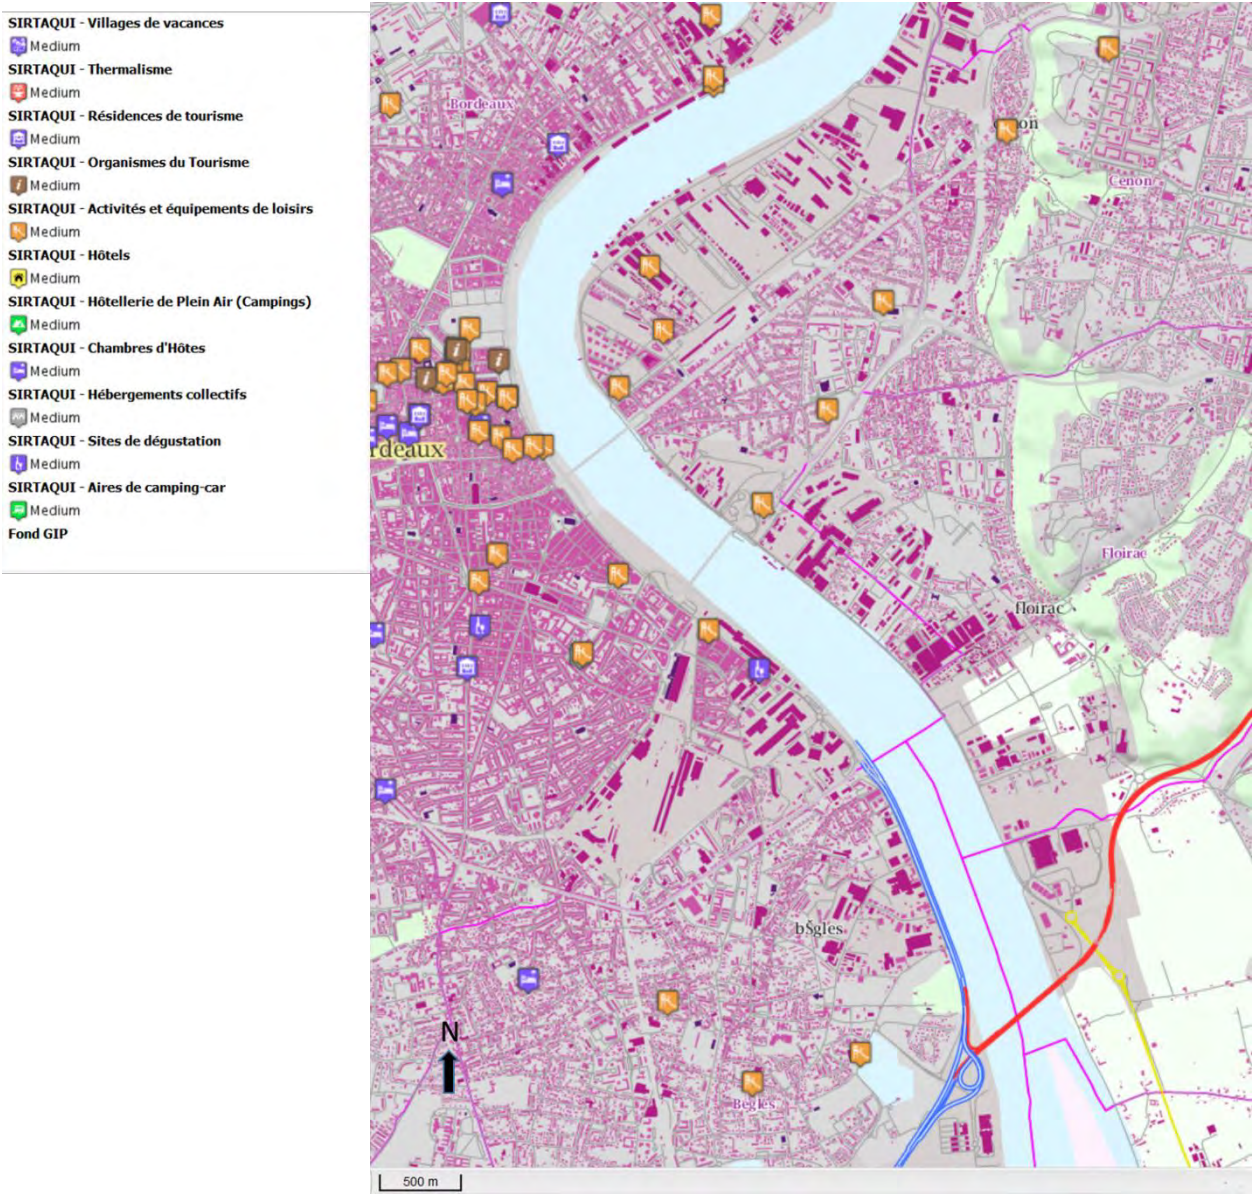 SIRTAQUI - Villages de vacances
Medium
SIRTAQUI - Thermalisme
Medium
SIRTAQUI - Résidences de tourisme
Medium
SIRTAQUI - Organismes du Tourisme
Medium
SIRTAQUI - Activités et équipements de loisirs
Medium
SIRTAQUI - Hôtels
Medium
SIRTAQUI - Hôtellerie de Plein Air (Campings)
Medium
SIRTAQUI - Chambres d'Hôtes
Medium
SIRTAQUI - Hébergements collectifs
Medium
SIRTAQUI - Sites de dégustation
Medium
SIRTAQUI - Aires de camping-car
Medium
Fond GIP
Bordeaux
Cenon
rdeaux
Floirac
floirac
bŠgles
N
Bègles
500 m